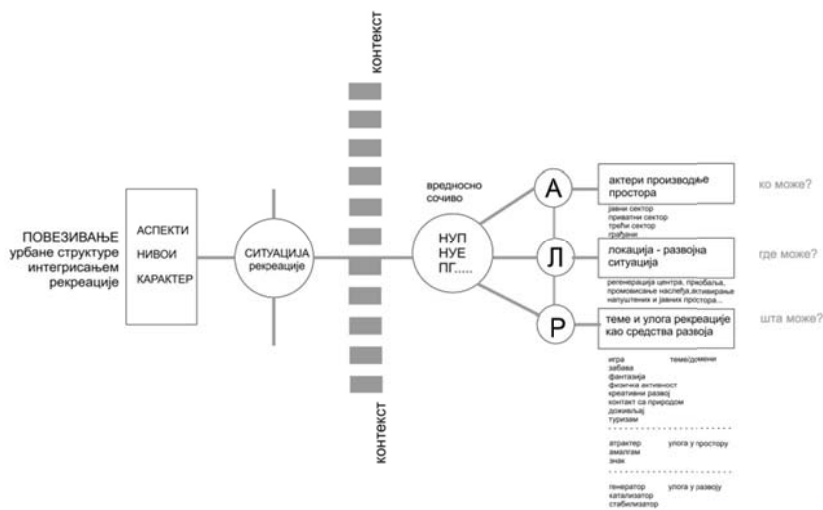 контекст
ПОВЕЗИВАЊЕ
урбане структуре
интегрисањем
рекреације
АСПЕКТИ
НИВОИ
КАРАКТЕР
СИТУАЦИЈА
рекреације
вредносно
сочиво
НУП
НУЕ
ПГ.....
А
актери производње
простора
ко може?
јавни сектор
приватни сектор
трећи сектор
грађани
Л
локација - развојна
ситуација
где може?
регенерација центра, приобаља,
промовисање наслеђа,активирање
напуштених и јавних простора...
Р
теме и улога рекреације
као средства развоја
шта може?
игра теме/домени
забава
фантазија
физичка активност
креативни развој
контакт са природом
доживљај
туризам
атрактер улога у простору
амалгам
знак
генератор улога у развоју
катализатор
стабилизатор
контекст